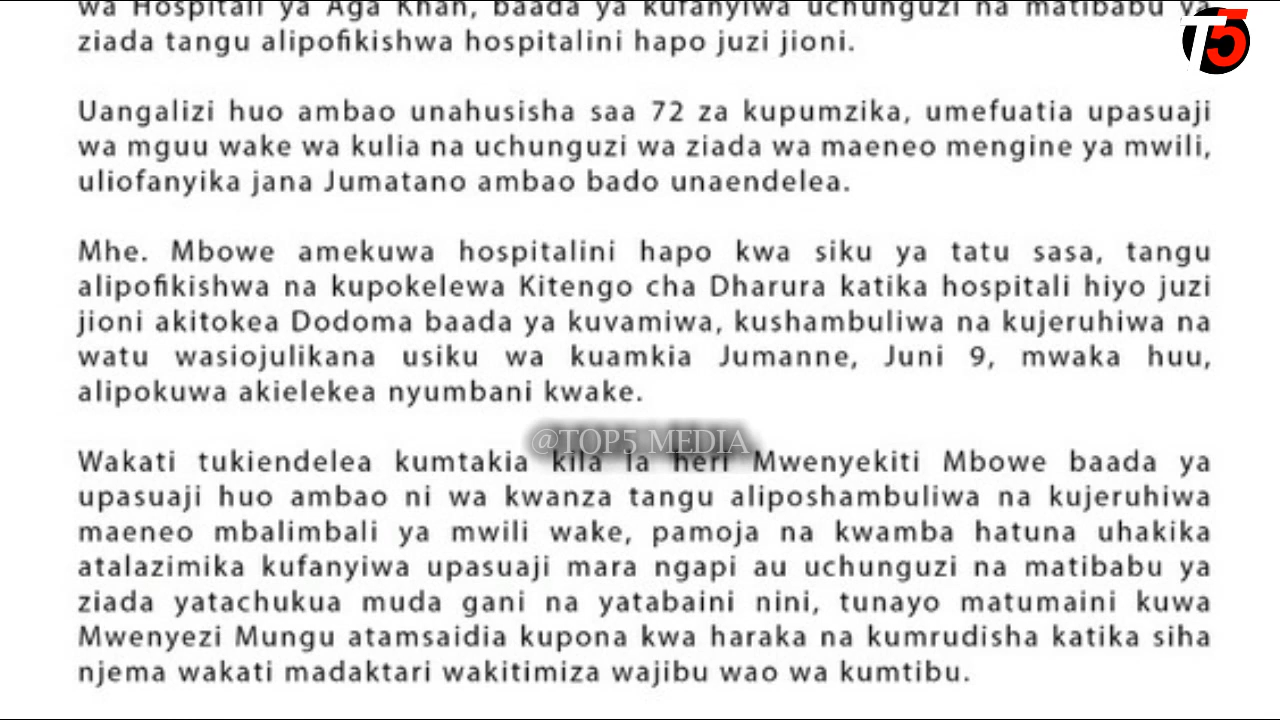 wa Hospitali ya Aga Khan, baada ya kufanyiwa uchunguzi na matibabu ya
ziada tangu alipofikishwa hospitalini hapo juzi jioni.
T5
Uangalizi huo ambao unahusisha saa 72 za kupumzika, umefuatia upasuaji
wa mguu wake wa kulia na uchunguzi wa ziada wa maeneo mengine ya mwili,
uliofanyika jana Jumatano ambao bado unaendelea.
Mhe. Mbowe amekuwa hospitalini hapo kwa siku ya tatu sasa, tangu
alipofikishwa na kupokelewa Kitengo cha Dharura katika hospitali hiyo juzi
jioni akitokea Dodoma baada ya kuvamiwa, kushambuliwa na kujeruhiwa na
watu wasiojulikana usiku wa kuamkia Jumanne, Juni 9, mwaka huu,
alipokuwa akielekea nyumbani kwake.
@TOP5 MEDIA
Wakati tukiendelea kumtakia kila la heri Mwenyekiti Mbowe baada ya
upasuaji huo ambao ni wa kwanza tangu aliposhambuliwa na kujeruhiwa
maeneo mbalimbali ya mwili wake, pamoja na kwamba hatuna uhakika
atalazimika kufanyiwa upasuaji mara ngapi au uchunguzi na matibabu ya
ziada yatachukua muda gani na yatabaini nini, tunayo matumaini kuwa
Mwenyezi Mungu atamsaidia kupona kwa haraka na kumrudisha katika siha
njema wakati madaktari wakitimiza wajibu wao wa kumtibu.